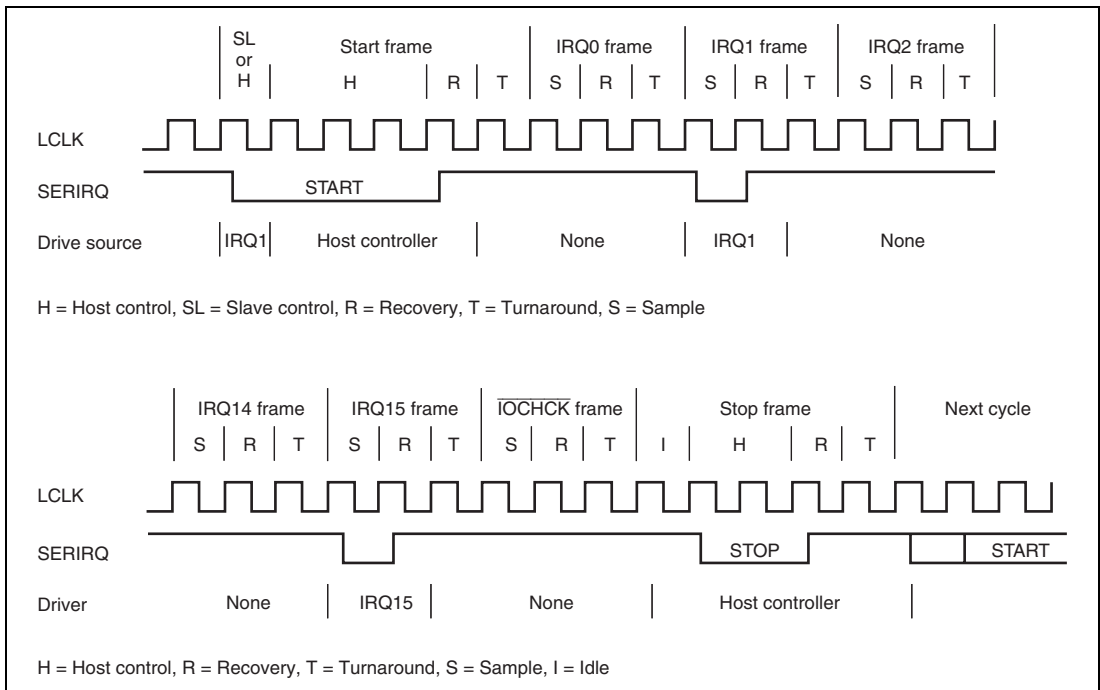 SL
or
H
Start frame
IRQ0 frame
IRQ1 frame
IRQ2 frame
H
R
T
S
R
T
S
R
T
S
R
T
LCLK
SERIRQ
START
Drive source
IRQ1
Host controller
None
IRQ1
None
H = Host control, SL = Slave control, R = Recovery, T = Turnaround, S = Sample
IRQ14 frame
IRQ15 frame
IOCHCK frame
Stop frame
Next cycle
S
R
T
S
R
T
S
R
T
I
H
R
T
LCLK
SERIRQ
STOP
START
Driver
None
IRQ15
None
Host controller
H = Host control, R = Recovery, T = Turnaround, S = Sample, I = Idle